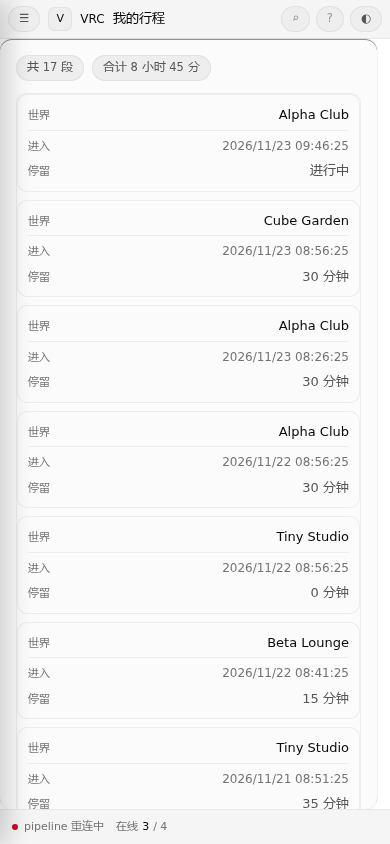 ☰ V VRC 我的行程 ⌕ ? ◐
共 17 段 合计 8 小时 45 分
世界 Alpha Club
进入 2026/11/23 09:46:25
停留 进行中
世界 Cube Garden
进入 2026/11/23 08:56:25
停留 30 分钟
世界 Alpha Club
进入 2026/11/23 08:26:25
停留 30 分钟
世界 Alpha Club
进入 2026/11/22 08:56:25
停留 30 分钟
世界 Tiny Studio
进入 2026/11/22 08:56:25
停留 0 分钟
世界 Beta Lounge
进入 2026/11/22 08:41:25
停留 15 分钟
世界 Tiny Studio
进入 2026/11/21 08:51:25
停留 35 分钟
pipeline 重连中 在线 3 / 4